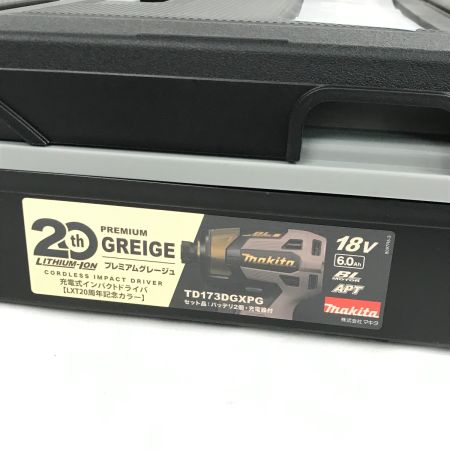 20th
LITHIUM-ION
PREMIUM
GREIGE
プレミアムグレージュ
CORDLESS IMPACT DRIVER
充電式インパクトドライバ
【LXT20周年記念カラー】
BL
makita
TD173DGXPG
セット品：バッテリ2個・充電器付
18V
6.0Ah
BL
APT
makita
株式会社マキタ